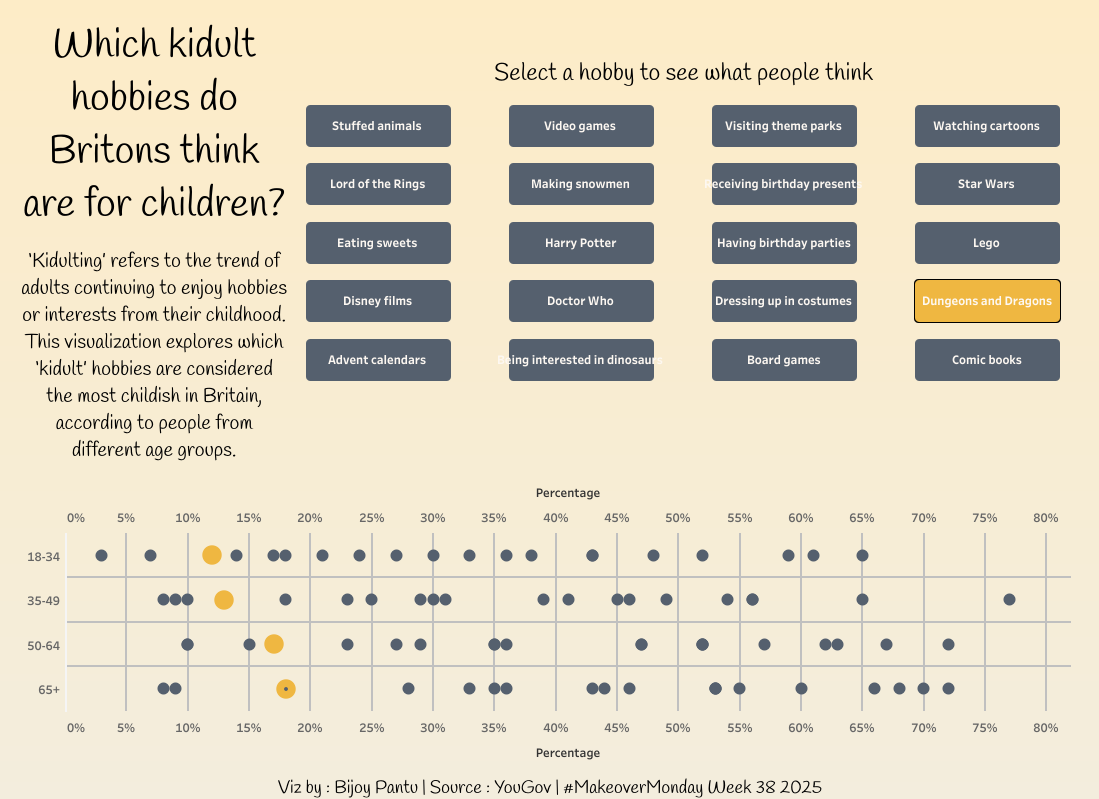 Which kidult
hobbies do
Britons think
are for children?
'Kidulting' refers to the trend of
adults continuing to enjoy hobbies
or interests from their childhood.
This visualization explores which
'kidult' hobbies are considered
the most childish in Britain,
according to people from
different age groups.
Select a hobby to see what people think
Stuffed animals Video games Visiting theme parks Watching cartoons
Lord of the Rings Making snowmen Receiving birthday presents Star Wars
Eating sweets Harry Potter Having birthday parties Lego
Disney films Doctor Who Dressing up in costumes Dungeons and Dragons
Advent calendars Being interested in dinosaurs Board games Comic books
Percentage
0% 5% 10% 15% 20% 25% 30% 35% 40% 45% 50% 55% 60% 65% 70% 75% 80%
18-34
35-49
50-64
65+
0% 5% 10% 15% 20% 25% 30% 35% 40% 45% 50% 55% 60% 65% 70% 75% 80%
Percentage
Viz by : Bijoy Pantu | Source : YouGov | #MakeoverMonday Week 38 2025